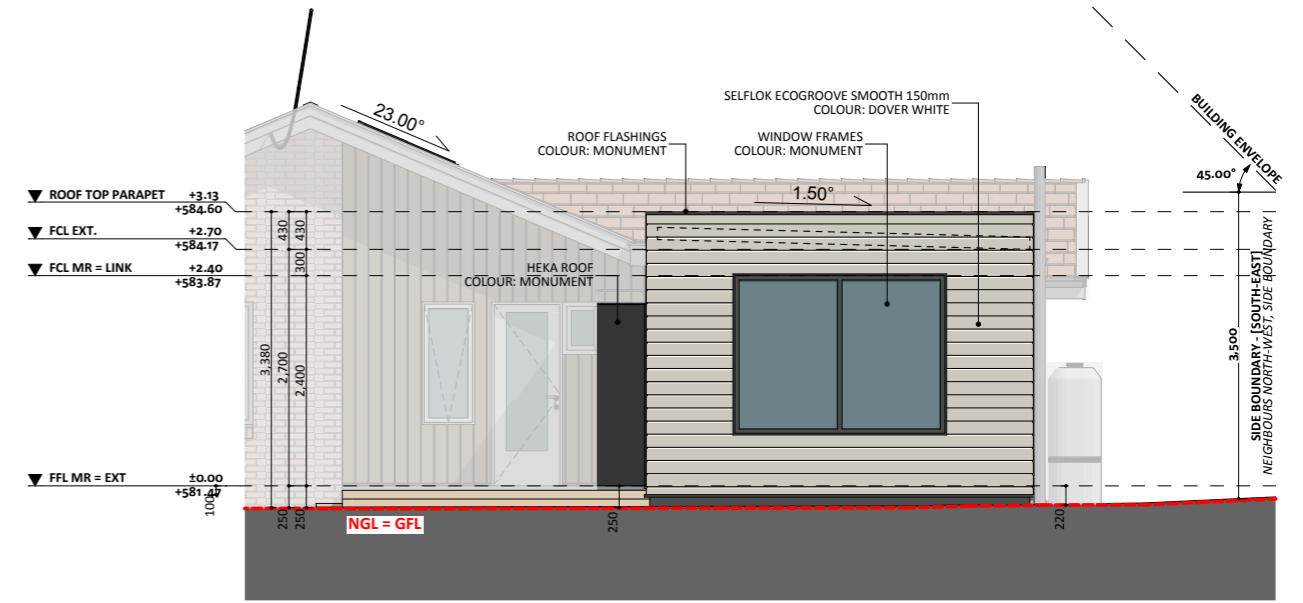 23.00°
SELFLOK ECOGROOVE SMOOTH 150mm
COLOUR: DOVER WHITE
ROOF FLASHINGS
COLOUR: MONUMENT
WINDOW FRAMES
COLOUR: MONUMENT
BUILDING ENVELOPE
45.00°
1.50°
ROOF TOP PARAPET +3.13
+584.60
FCL EXT. +2.70
+584.17
FCL MR = LINK +2.40
+583.87
HEKA ROOF
COLOUR: MONUMENT
430
430
300
3,380
2,700
2,400
3,500
SIDE BOUNDARY - [SOUTH-EAST]
NEIGHBOURS NORTH-WEST, SIDE BOUNDARY
FFL MR = EXT ±0.00
+581.47
100
250
250
250
220
NGL = GFL